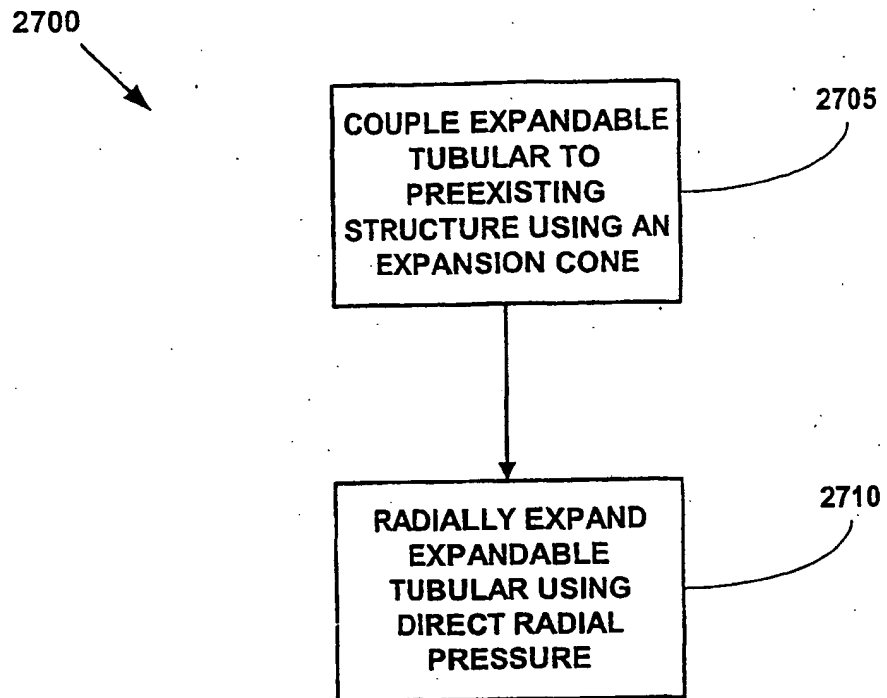 2700
COUPLE EXPANDABLE
TUBULAR TO
PREEXISTING
STRUCTURE USING AN
EXPANSION CONE
2705
RADIALLY EXPAND
EXPANDABLE
TUBULAR USING
DIRECT RADIAL
PRESSURE
2710